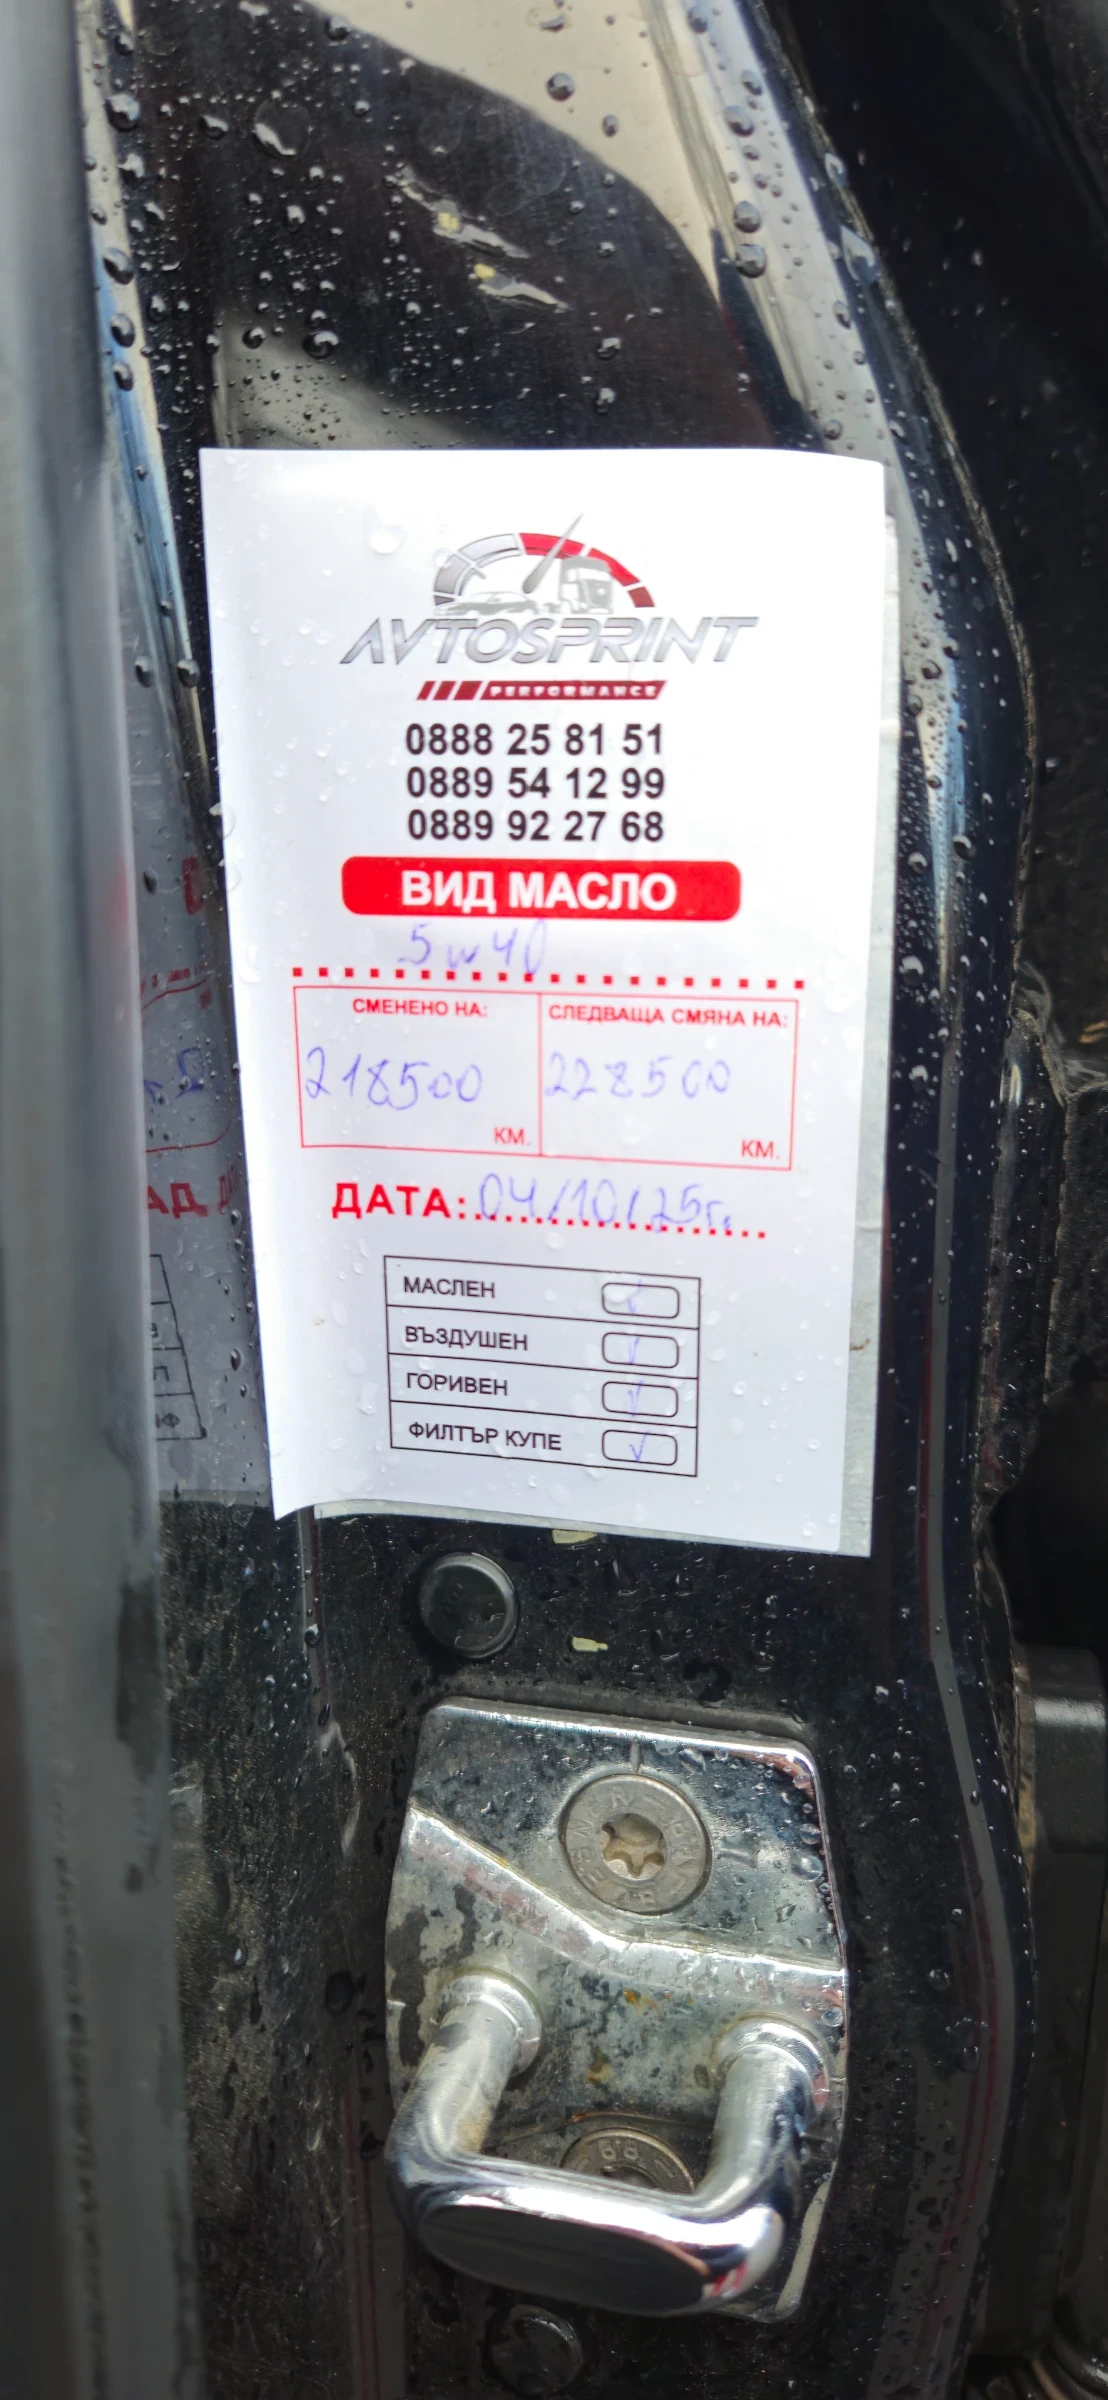 AVTOSPRINT
PERFORMANCE
0888 25 81 51
0889 54 12 99
0889 92 27 68
ВИД МАСЛО
5w40
СМЕНЕНО НА: СЛЕДВАЩА СМЯНА НА:
218500 228500
КМ. КМ.
ДАТА: 04/10/25г.
МАСЛЕН ✓
ВЪЗДУШЕН ✓
ГОРИВЕН ✓
ФИЛТЪР КУПЕ ✓